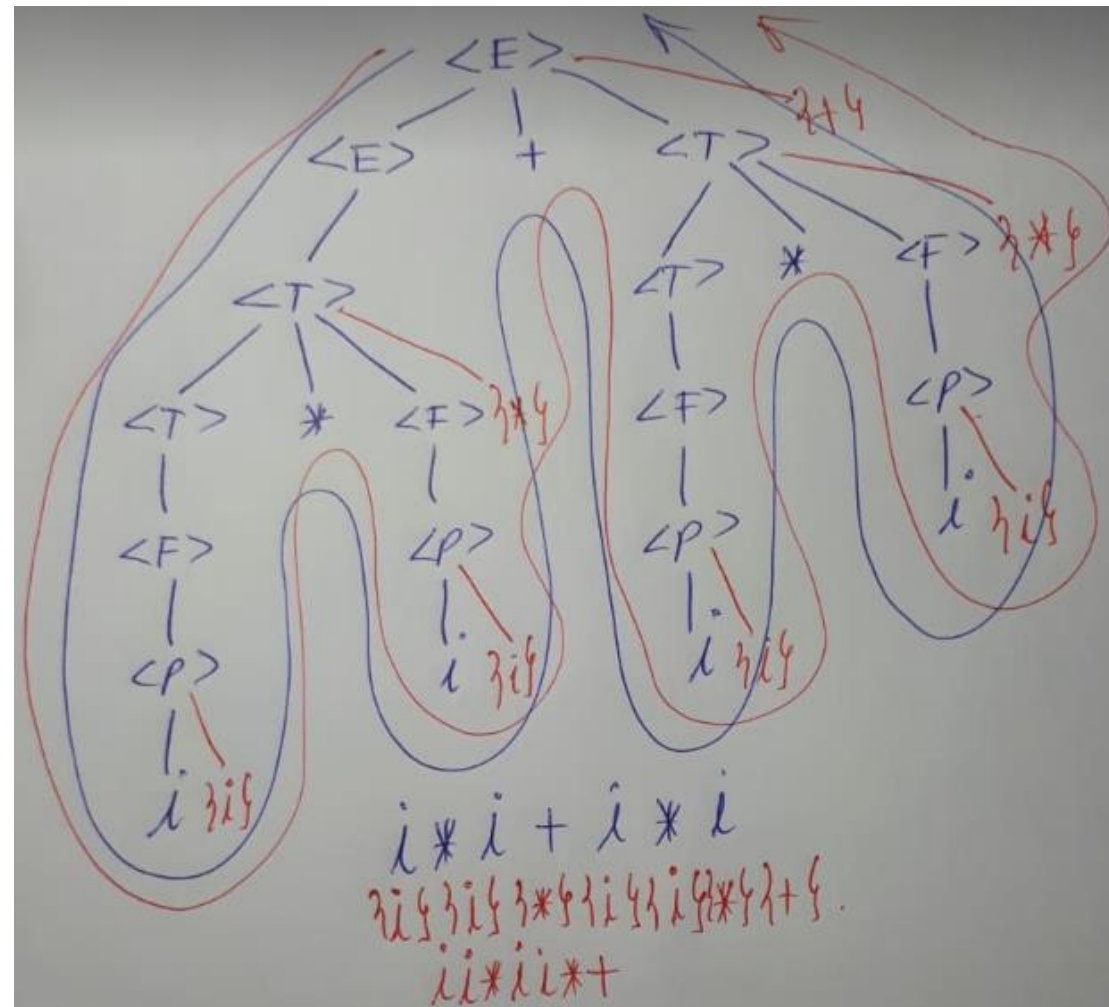 <E>
{+}
<E> + <T>
<T> * <F> {*}
<T>
<T> * <F> {*} <F> <P>
<F> <P> <P> i {i}
<P> i {i} i {i}
i {i}
i * i + i * i
{i}{i}{*}{i}{i}{*}{+}.
ii*ii*+